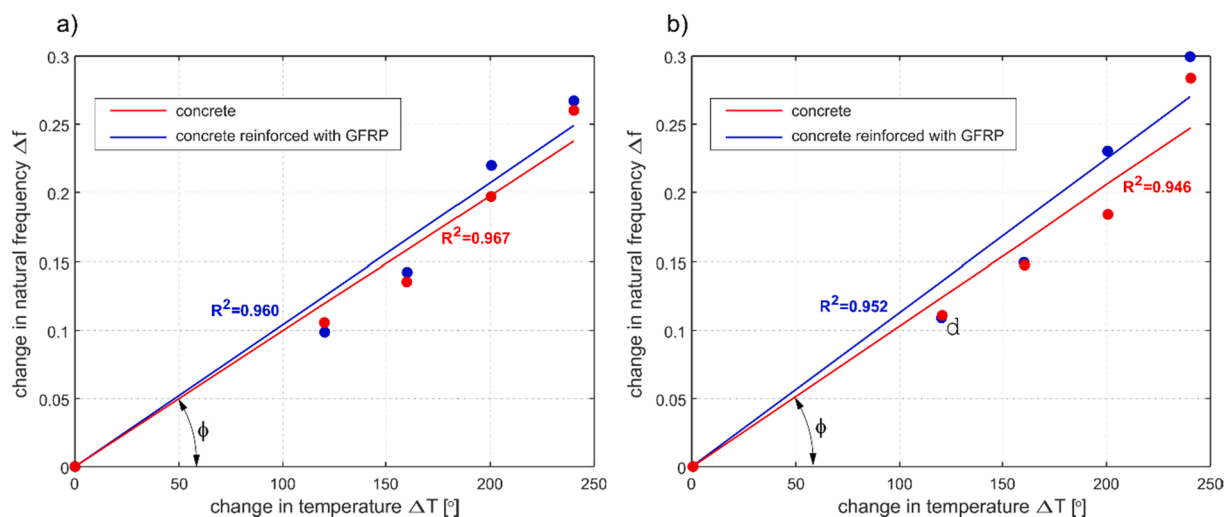 a)
0.3
0.25
0.2
0.15
0.1
0.05
0
change in natural frequency Δf
concrete
concrete reinforced with GFRP
R²=0.967
R²=0.960
ϕ
0 50 100 150 200 250
change in temperature ΔT [°]
b)
0.3
0.25
0.2
0.15
0.1
0.05
0
change in natural frequency Δf
concrete
concrete reinforced with GFRP
R²=0.946
R²=0.952
d
ϕ
0 50 100 150 200 250
change in temperature ΔT [°]